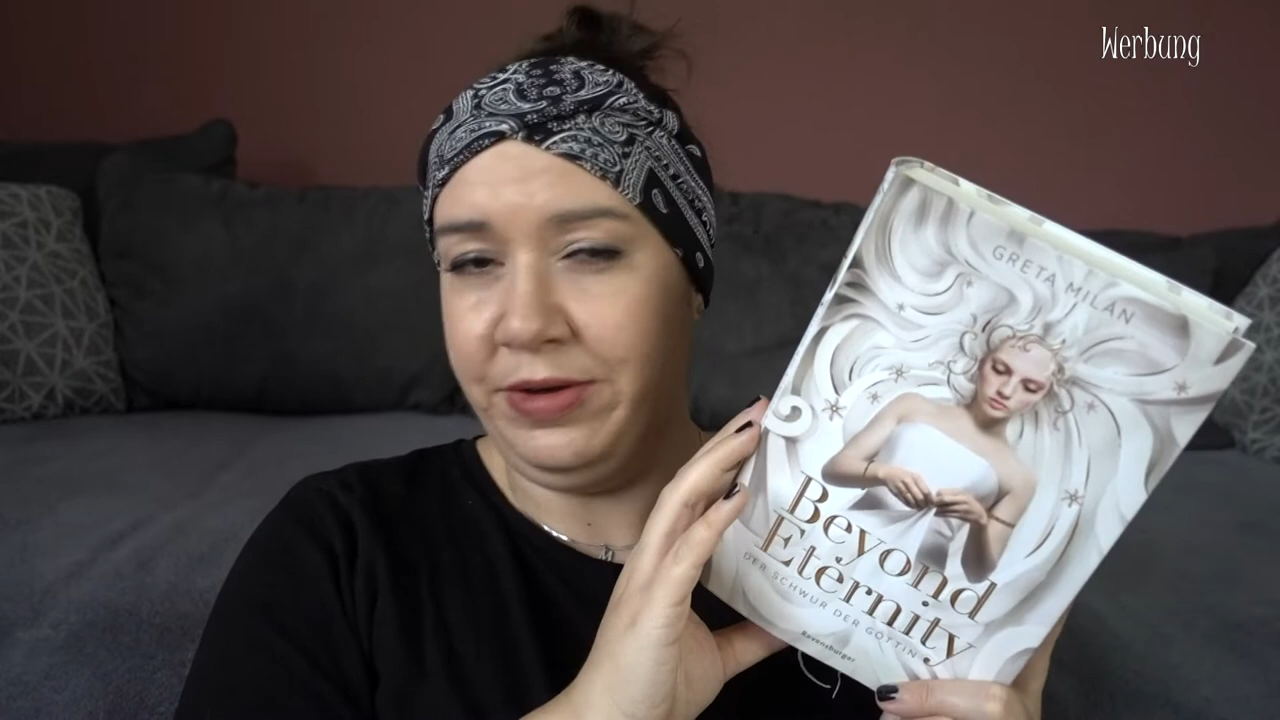 Werbung
GRETA MILAN
Beyond
Eternity
DER SCHWUR DER GÖTTIN
Ravensburger
M